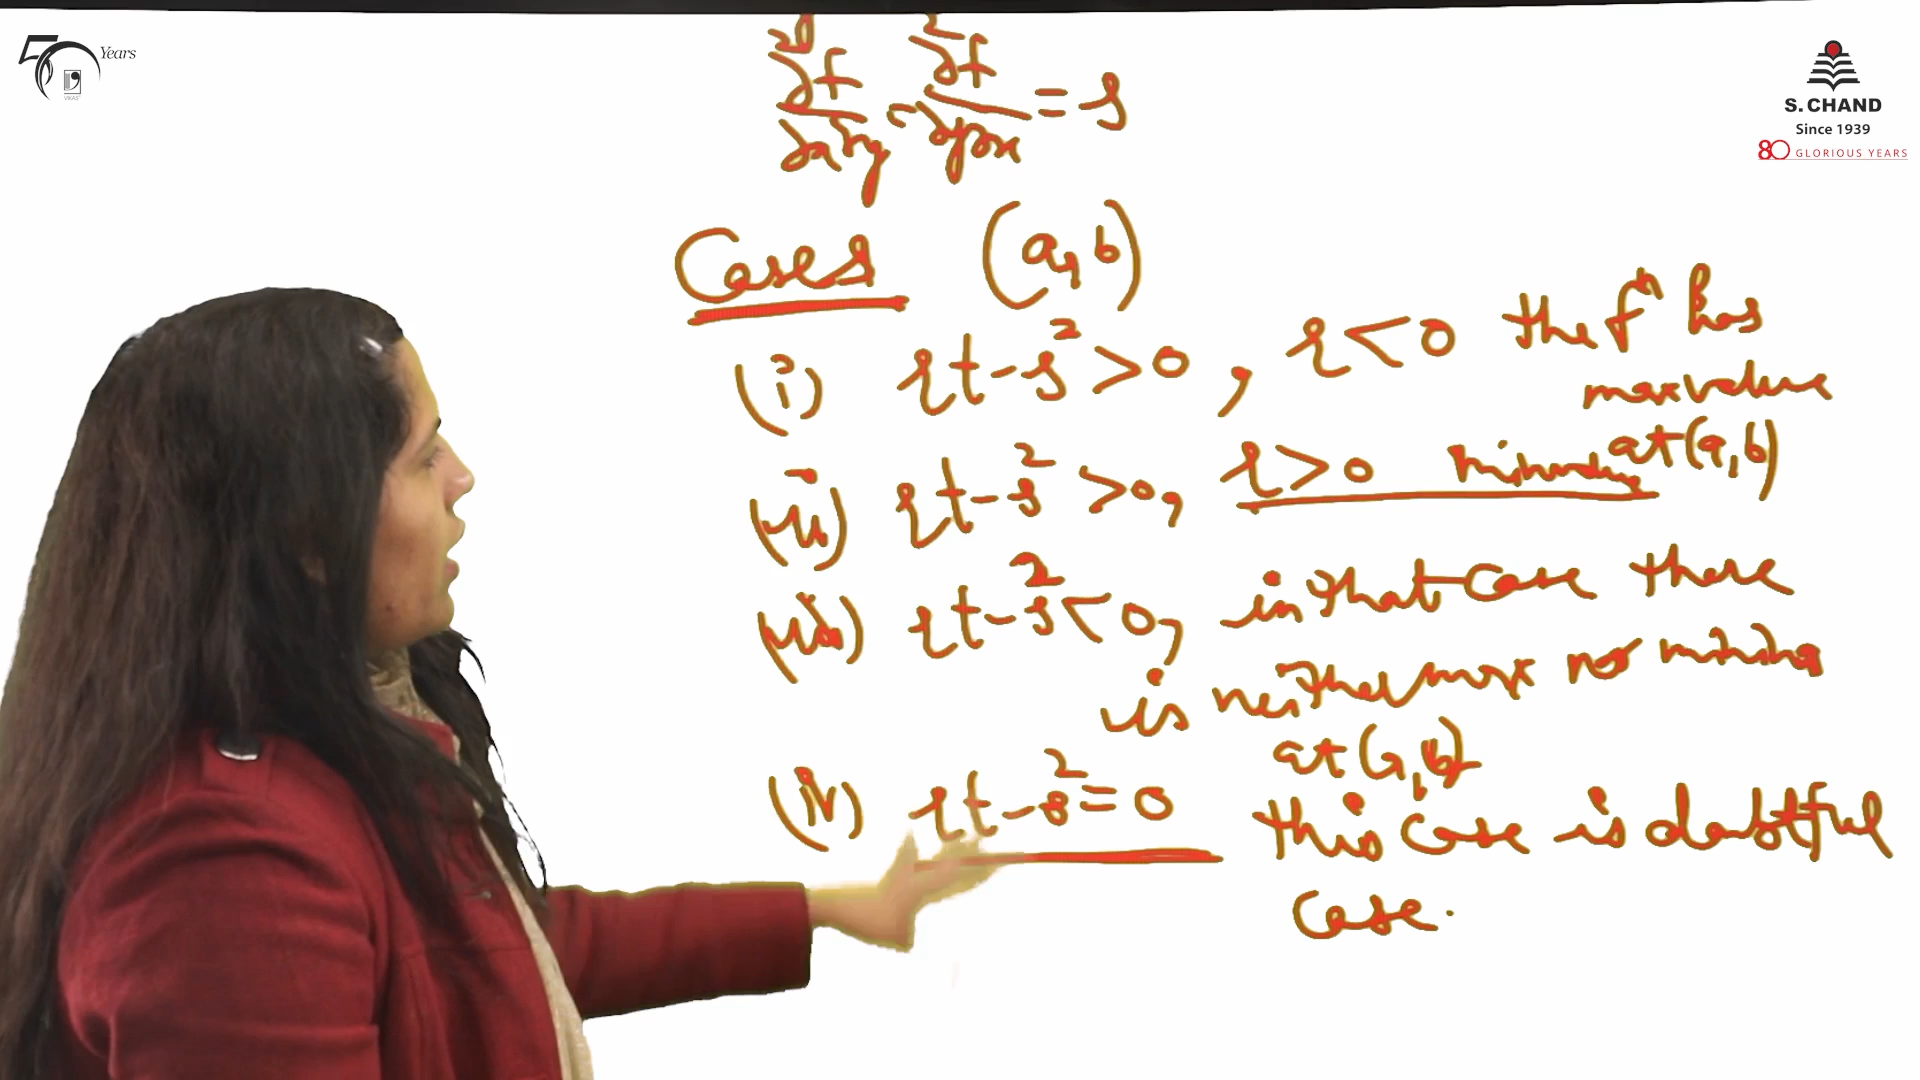 50 Years
VIKAS
S. CHAND
Since 1939
80 GLORIOUS YEARS
∂²f/∂x∂y = ∂²f/∂y∂x = s
Cases (a, b)
(i) rt - s² > 0, r < 0 the fⁿ has
max value
at (a, b)
(ii) rt - s² > 0, r > 0 minimum
(iii) rt - s² < 0, in that case there
is neither max nor minima
at (a, b)
(iv) rt - s² = 0 this case is doubtful
case.